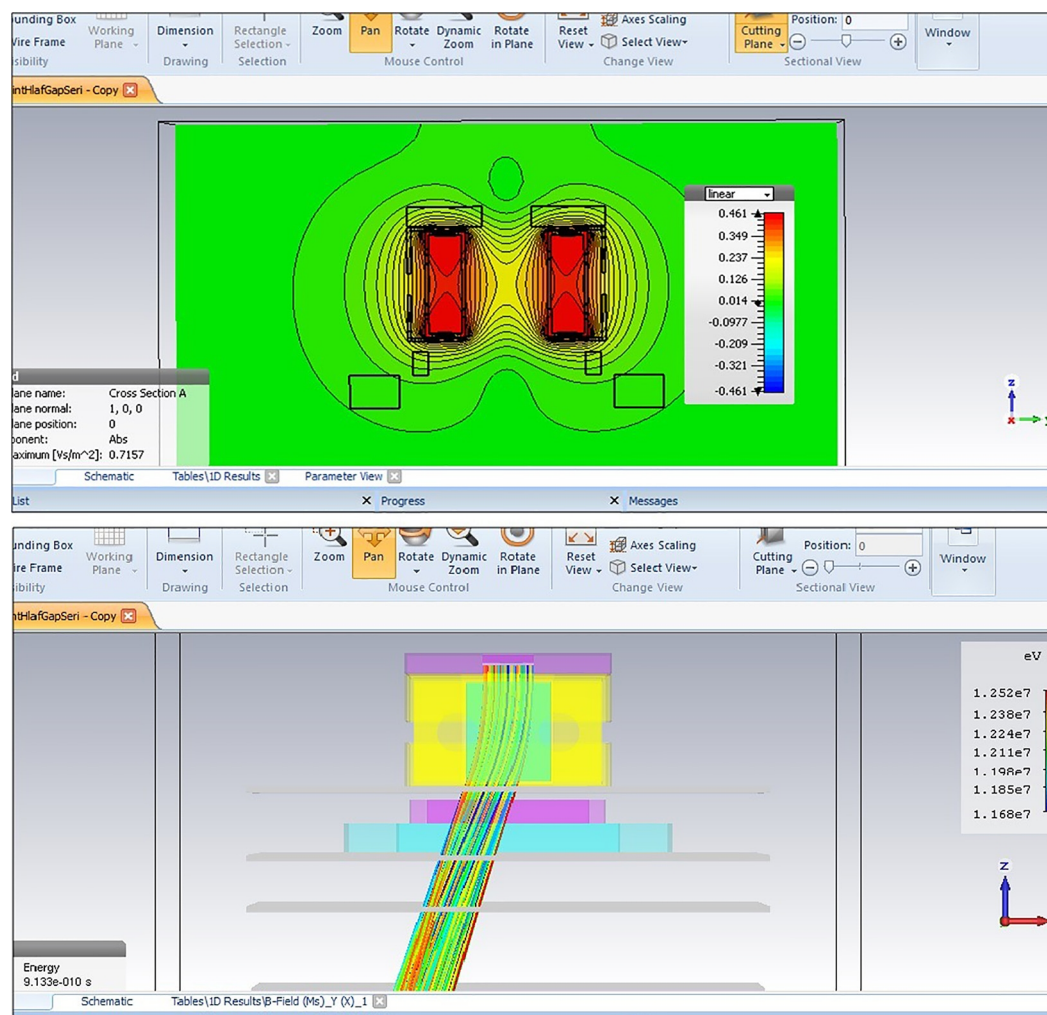 unding Box
Working
Plane
Dimension
Rectangle
Selection
Zoom
Pan
Rotate
Dynamic
Zoom
Rotate
in Plane
Reset
View
Axes Scaling
Select View
Cutting
Plane
Position: 0
Window
Wire Frame
sibility
Drawing
Selection
Mouse Control
Change View
Sectional View
intHlafGapSeri - Copy
linear
0.461
0.349
0.237
0.126
0.014
-0.0977
-0.209
-0.321
-0.461
d
lane name: Cross Section A
lane normal: 1, 0, 0
lane position: 0
ponent: Abs
aximum [Vs/m^2]: 0.7157
z
x
Schematic Tables\1D Results Parameter View
List Progress Messages
unding Box
ire Frame
Working
Plane
Dimension
Rectangle
Selection
Zoom
Pan
Rotate
Dynamic
Zoom
Rotate
in Plane
Reset
View
Axes Scaling
Select View
Cutting
Plane
Position: 0
Window
ibility
Drawing
Selection
Mouse Control
Change View
Sectional View
ntHlafGapSeri - Copy
eV
1.252e7
1.238e7
1.224e7
1.211e7
1.198e7
1.185e7
1.168e7
z
Energy
9.133e-010 s
Schematic Tables\1D Results\B-Field (Ms)_Y (X)_1